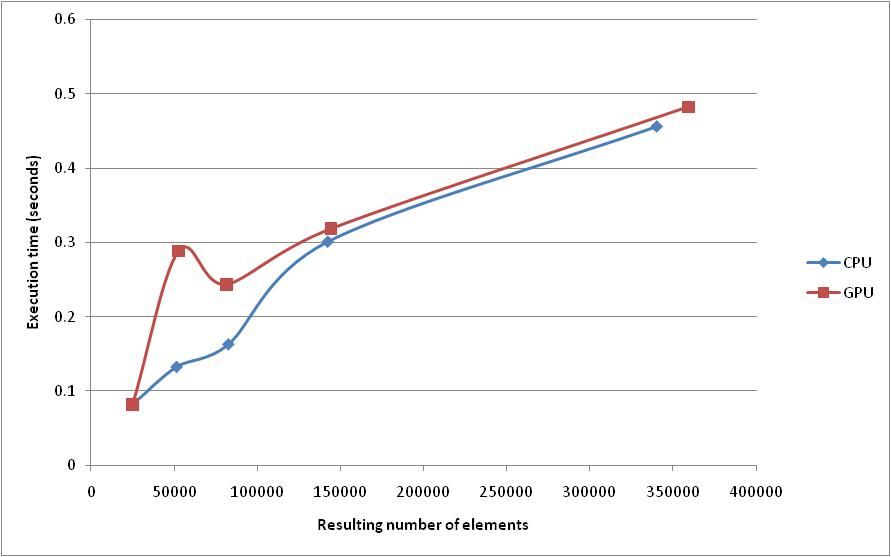 0.6
0.5
0.4
0.3
0.2
0.1
0
Execution time (seconds)
0 50000 100000 150000 200000 250000 300000 350000 400000
Resulting number of elements
CPU
GPU